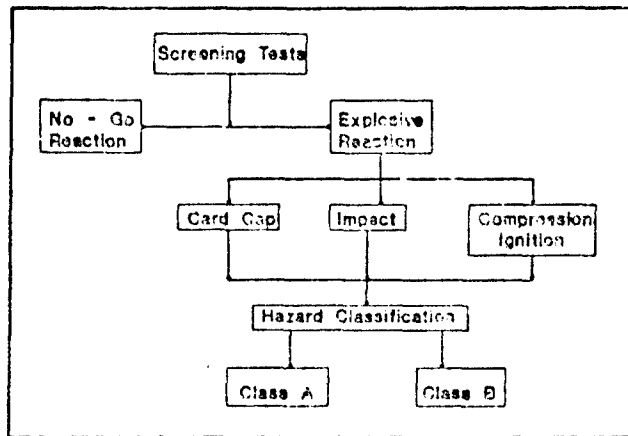 Screening Tests
No - Go
Reaction
Explosive
Reaction
Card Gap
Impact
Compression
Ignition
Hazard Classification
Class A
Class B